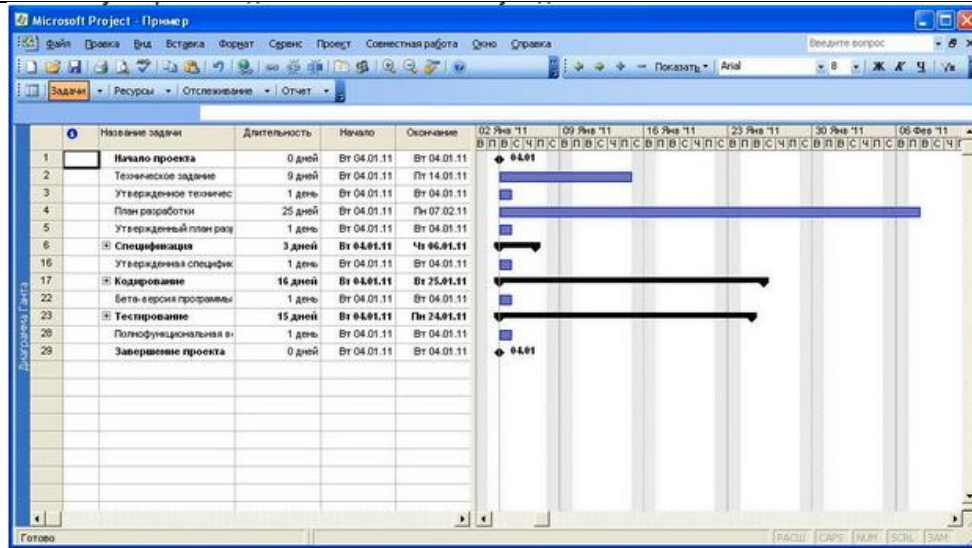 Microsoft Project - Пример
Файл Правка Вид Вставка Формат Сервис Проект Совместная работа Окно Справка Введите вопрос
Показать Arial 8 Ж К Ч
Задачи Ресурсы Отслеживание Отчет
Название задачи Длительность Начало Окончание 02 Янв '11 09 Янв '11 16 Янв '11 23 Янв '11 30 Янв '11 06 Фев '11
В П В С Ч П С В П В С Ч П С В П В С Ч П С В П В С Ч П С В П В С Ч П С В П В С Ч П
1 Начало проекта 0 дней Вт 04.01.11 Вт 04.01.11 04.01
2 Техническое задание 9 дней Вт 04.01.11 Пт 14.01.11
3 Утвержденное техничес 1 день Вт 04.01.11 Вт 04.01.11
4 План разработки 25 дней Вт 04.01.11 Пн 07.02.11
5 Утвержденный план раз 1 день Вт 04.01.11 Вт 04.01.11
6 Спецификация 3 дней Вт 04.01.11 Чт 06.01.11
16 Утвержденная специфик 1 день Вт 04.01.11 Вт 04.01.11
17 Кодирование 16 дней Вт 04.01.11 Вт 25.01.11
22 Бета-версия программы 1 день Вт 04.01.11 Вт 04.01.11
23 Тестирование 15 дней Вт 04.01.11 Пн 24.01.11
28 Полнофункциональная в 1 день Вт 04.01.11 Вт 04.01.11
29 Завершение проекта 0 дней Вт 04.01.11 Вт 04.01.11 04.01
Диаграмма Ганта
Готово РАСШ CAPS NUM SCRL ЗАМ